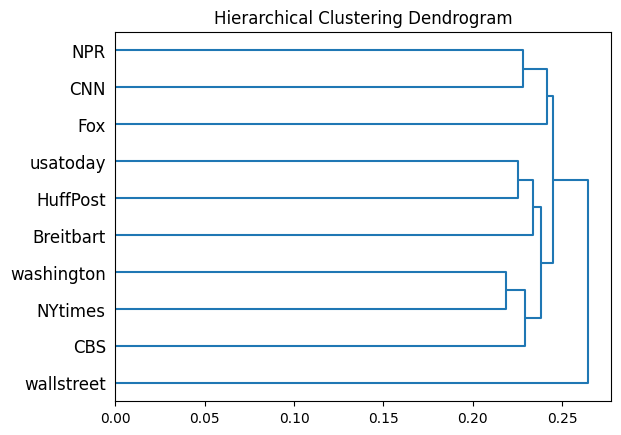 Hierarchical Clustering Dendrogram
NPR
CNN
Fox
usatoday
HuffPost
Breitbart
washington
NYtimes
CBS
wallstreet
0.00 0.05 0.10 0.15 0.20 0.25